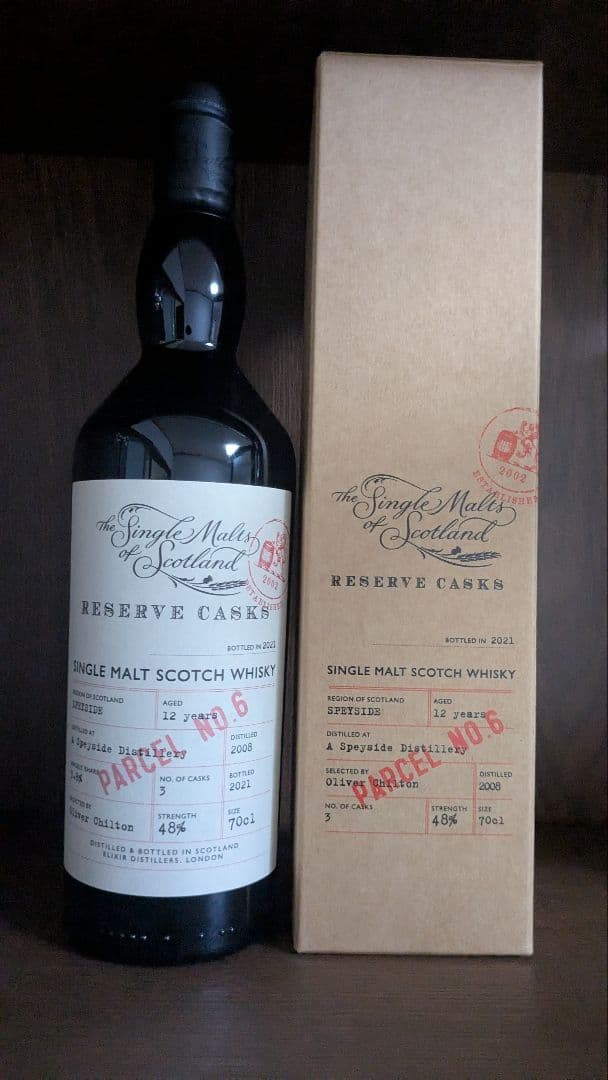 The Single Malts
of Scotland
2002
RESERVE CASKS
BOTTLED IN 2021
SINGLE MALT SCOTCH WHISKY
REGION OF SCOTLAND
SPEYSIDE
AGED
12 years
DISTILLED AT
A Speyside Distillery
DISTILLED
2008
PARCEL NO.6
NO. OF CASKS
3
BOTTLED
2021
Oliver Chilton
STRENGTH
48%
SIZE
70cl
DISTILLED & BOTTLED IN SCOTLAND
ELIXIR DISTILLERS. LONDON
2002
ESTABLISHED
The Single Malts
of Scotland
RESERVE CASKS
BOTTLED IN 2021
SINGLE MALT SCOTCH WHISKY
REGION OF SCOTLAND
SPEYSIDE
AGED
12 years
DISTILLED AT
A Speyside Distillery
PARCEL NO.6
SELECTED BY
Oliver Chilton
DISTILLED
2008
NO. OF CASKS
3
STRENGTH
48%
SIZE
70cl